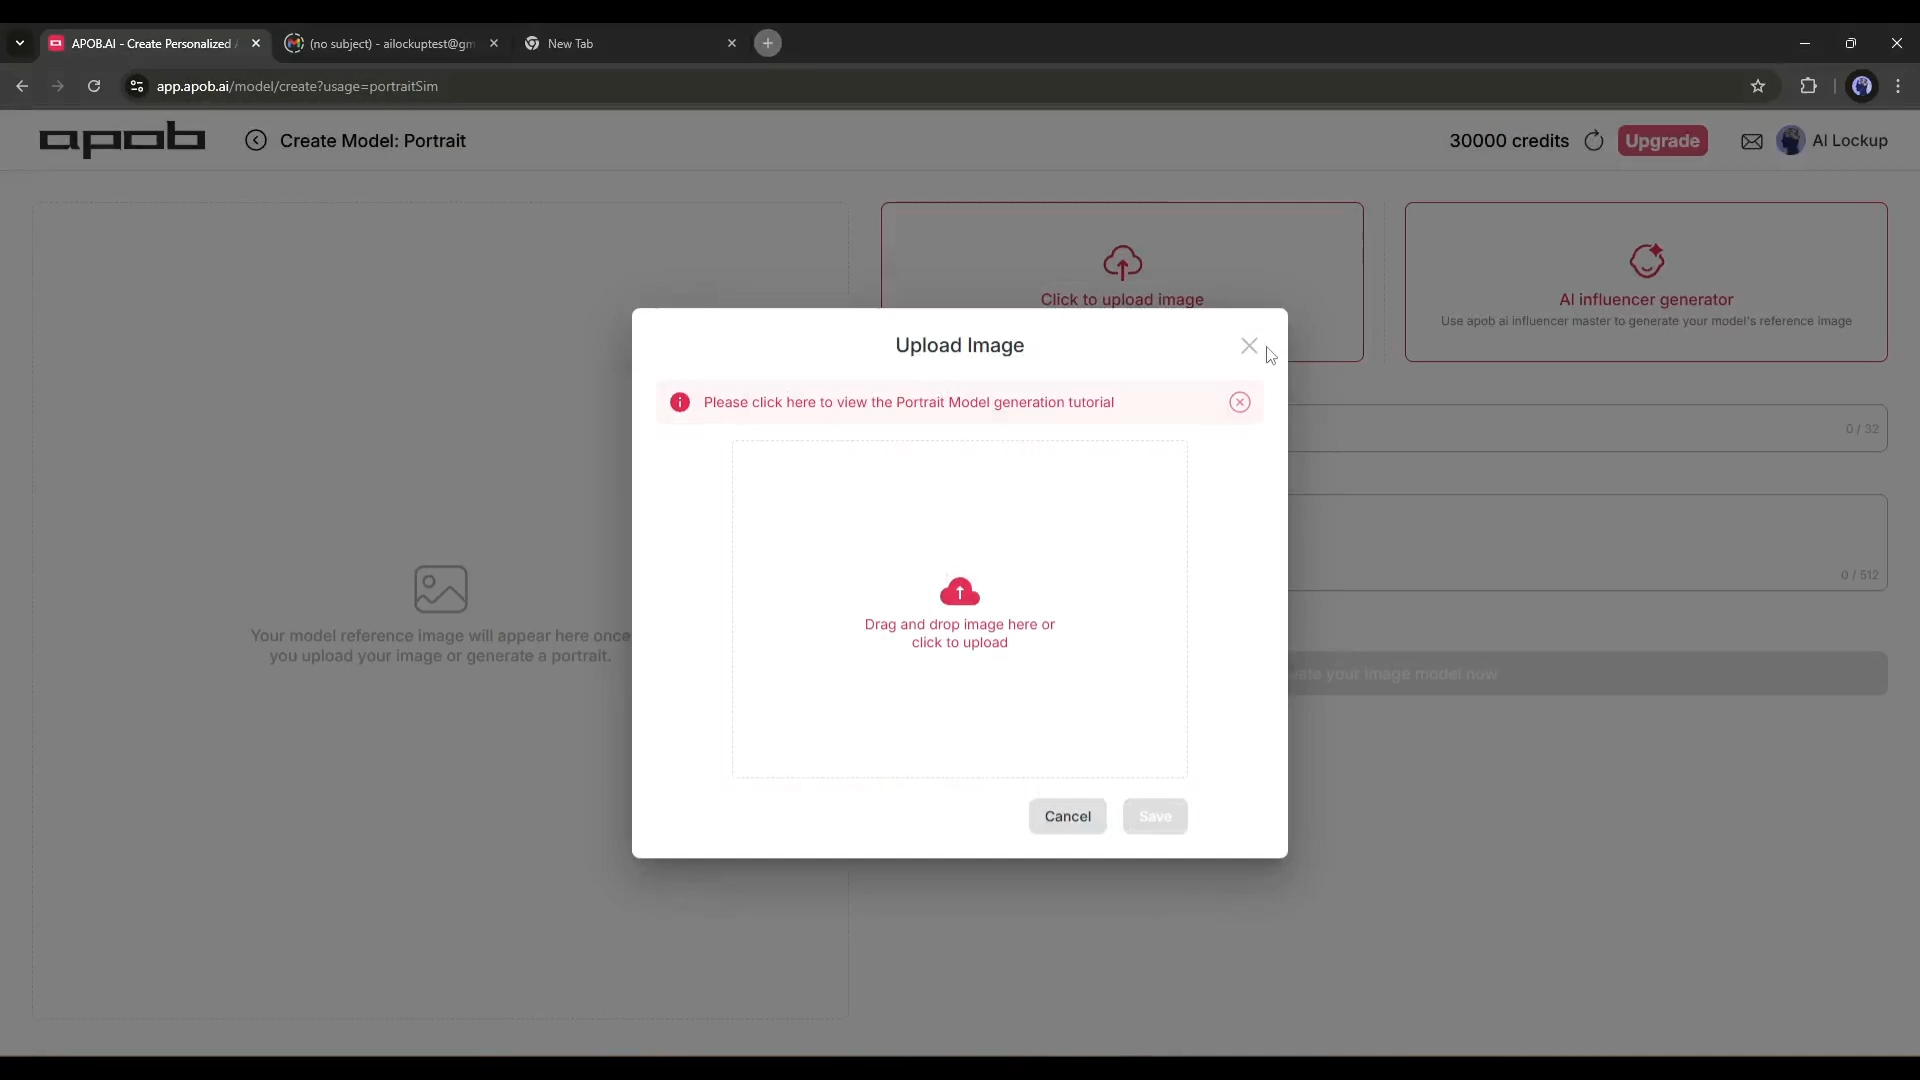 APOB.AI - Create Personalized
(no subject) - ailockuptest@gm
New Tab
app.apob.ai/model/create?usage=portraitSim
apob
Create Model: Portrait
30000 credits
Upgrade
AI Lockup
Click to upload image
AI influencer generator
Use apob ai influencer master to generate your model's reference image
Upload Image
Please click here to view the Portrait Model generation tutorial
0 / 32
0 / 512
Drag and drop image here or
click to upload
Your model reference image will appear here once
you upload your image or generate a portrait.
your image model now
Cancel
Save